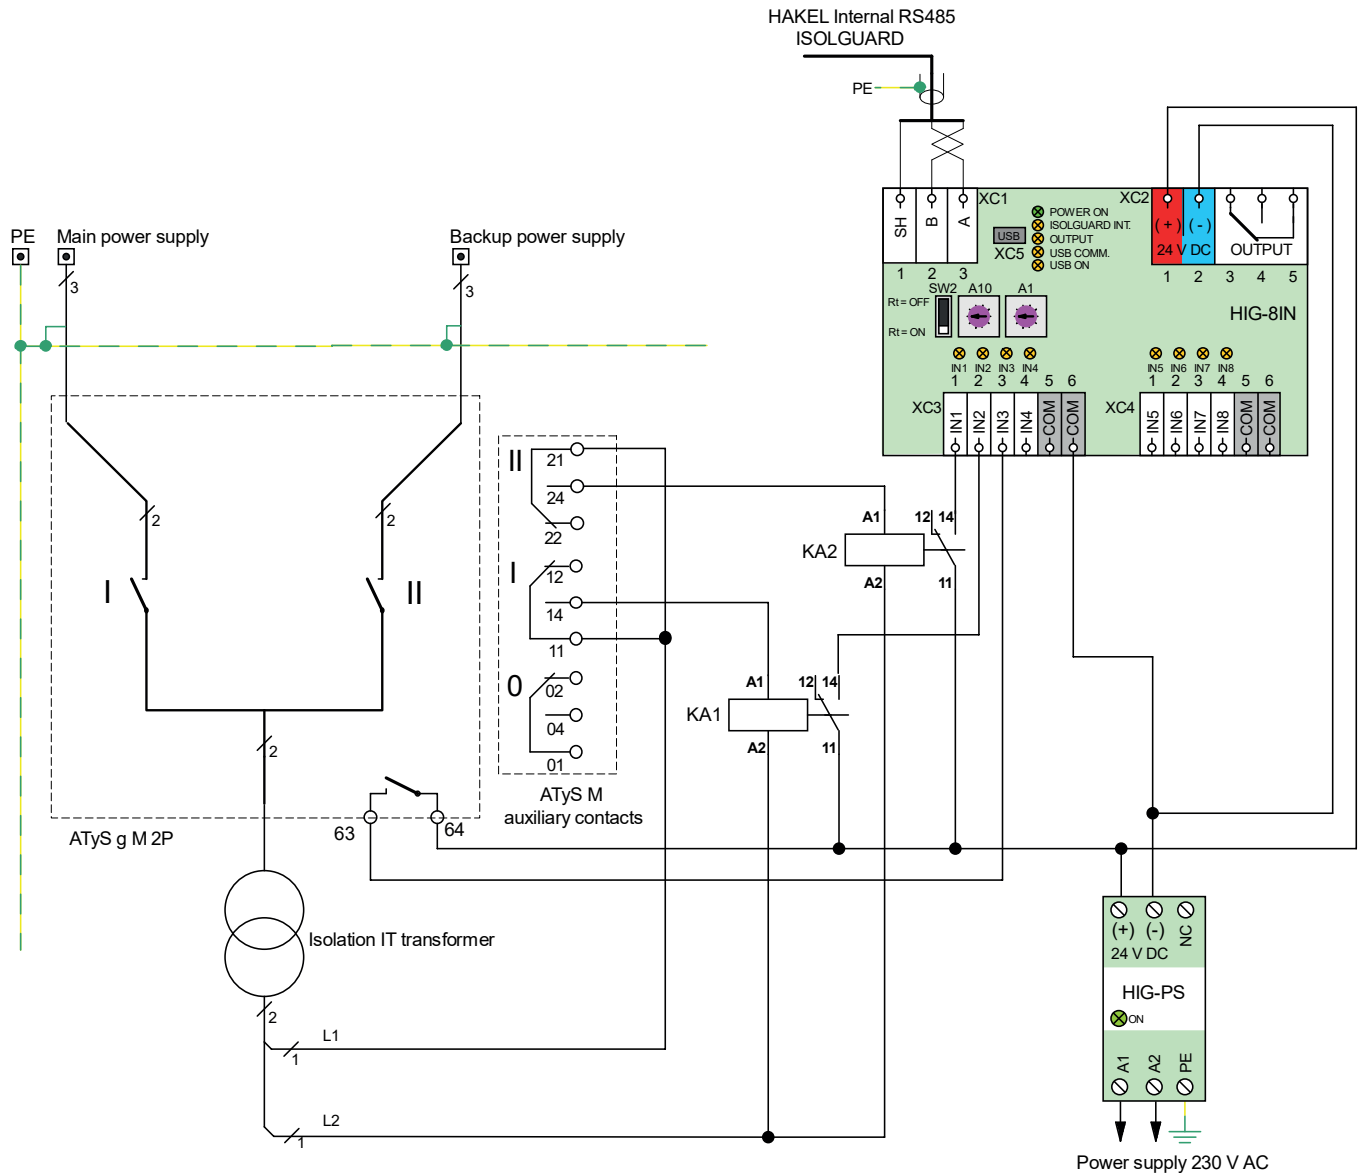 HAKEL Internal RS485
ISOLGUARD
PE
XC1
XC2
SH
B
A
1
2
3
USB
XC5
POWER ON
ISOLGUARD INT.
OUTPUT
USB COMM.
USB ON
(+)
(-)
24 V DC
OUTPUT
1
2
3
4
5
SW2
A10
A1
Rt = OFF
Rt = ON
HIG-8IN
IN1
IN2
IN3
IN4
1
2
3
4
5
6
IN5
IN6
IN7
IN8
1
2
3
4
5
6
XC3
IN1
IN2
IN3
IN4
COM
COM
XC4
IN5
IN6
IN7
IN8
COM
COM
PE
Main power supply
Backup power supply
3
3
2
2
I
II
2
63
64
ATyS g M 2P
II
21
24
22
I
12
14
11
0
02
04
01
ATyS M
auxiliary contacts
A1
KA2
A2
12
14
11
A1
KA1
A2
12
14
11
Isolation IT transformer
2
L1
1
L2
1
(+)
(-)
NC
24 V DC
HIG-PS
ON
A1
A2
PE
Power supply 230 V AC